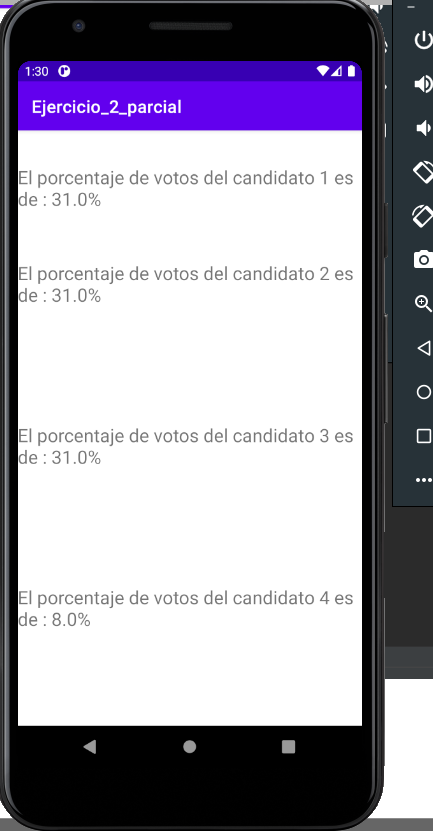 1:30
Ejercicio_2_parcial
El porcentaje de votos del candidato 1 es
de : 31.0%
El porcentaje de votos del candidato 2 es
de : 31.0%
El porcentaje de votos del candidato 3 es
de : 31.0%
El porcentaje de votos del candidato 4 es
de : 8.0%